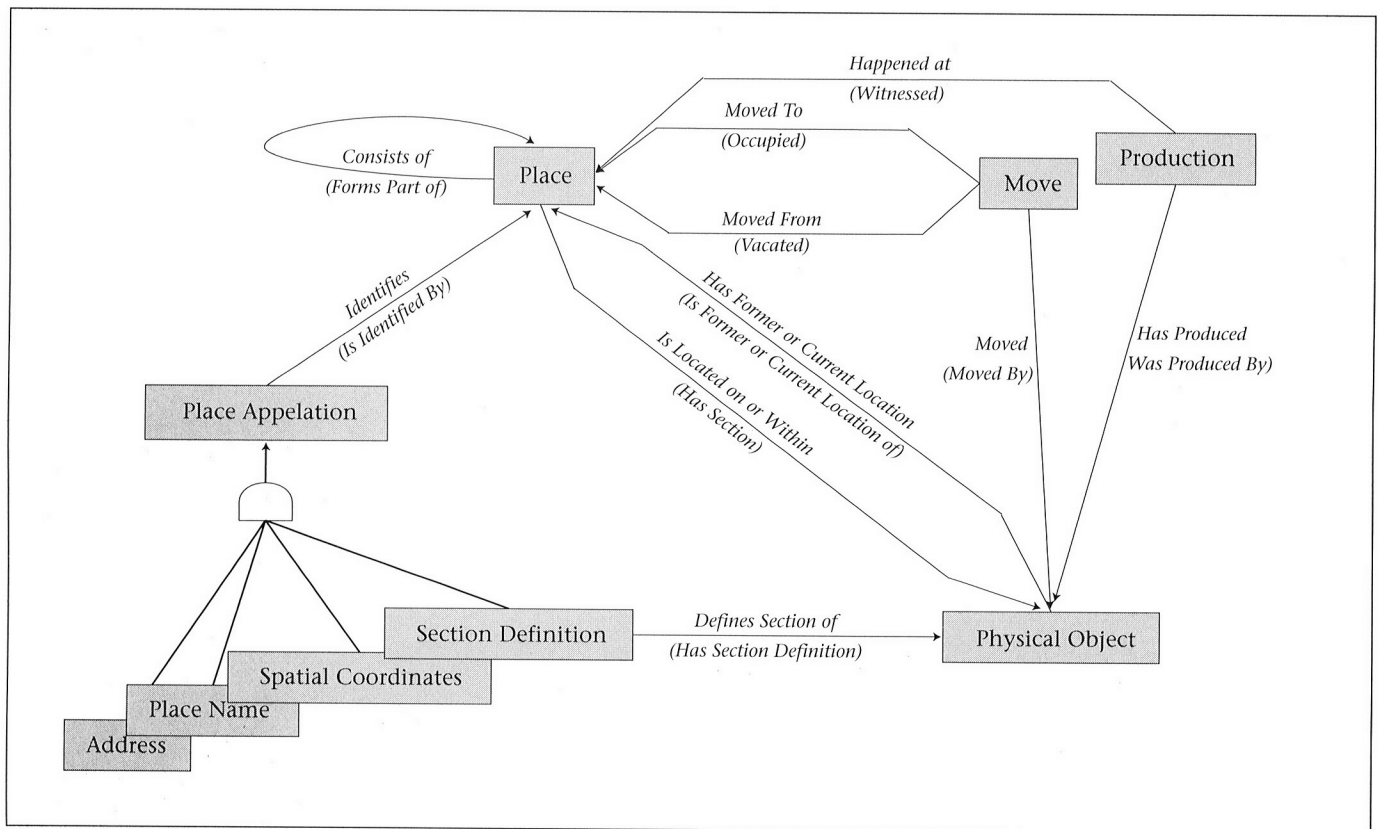 Happened at
(Witnessed)
Moved To
(Occupied)
Production
Consists of
(Forms Part of)
Place
Move
Moved From
(Vacated)
Identifies
(Is Identified By)
Has Former or Current Location
(Is Former or Current Location of)
Is Located on or Within
(Has Section)
Moved
(Moved By)
Has Produced
Was Produced By)
Place Appelation
Section Definition
Defines Section of
(Has Section Definition)
Physical Object
Spatial Coordinates
Place Name
Address